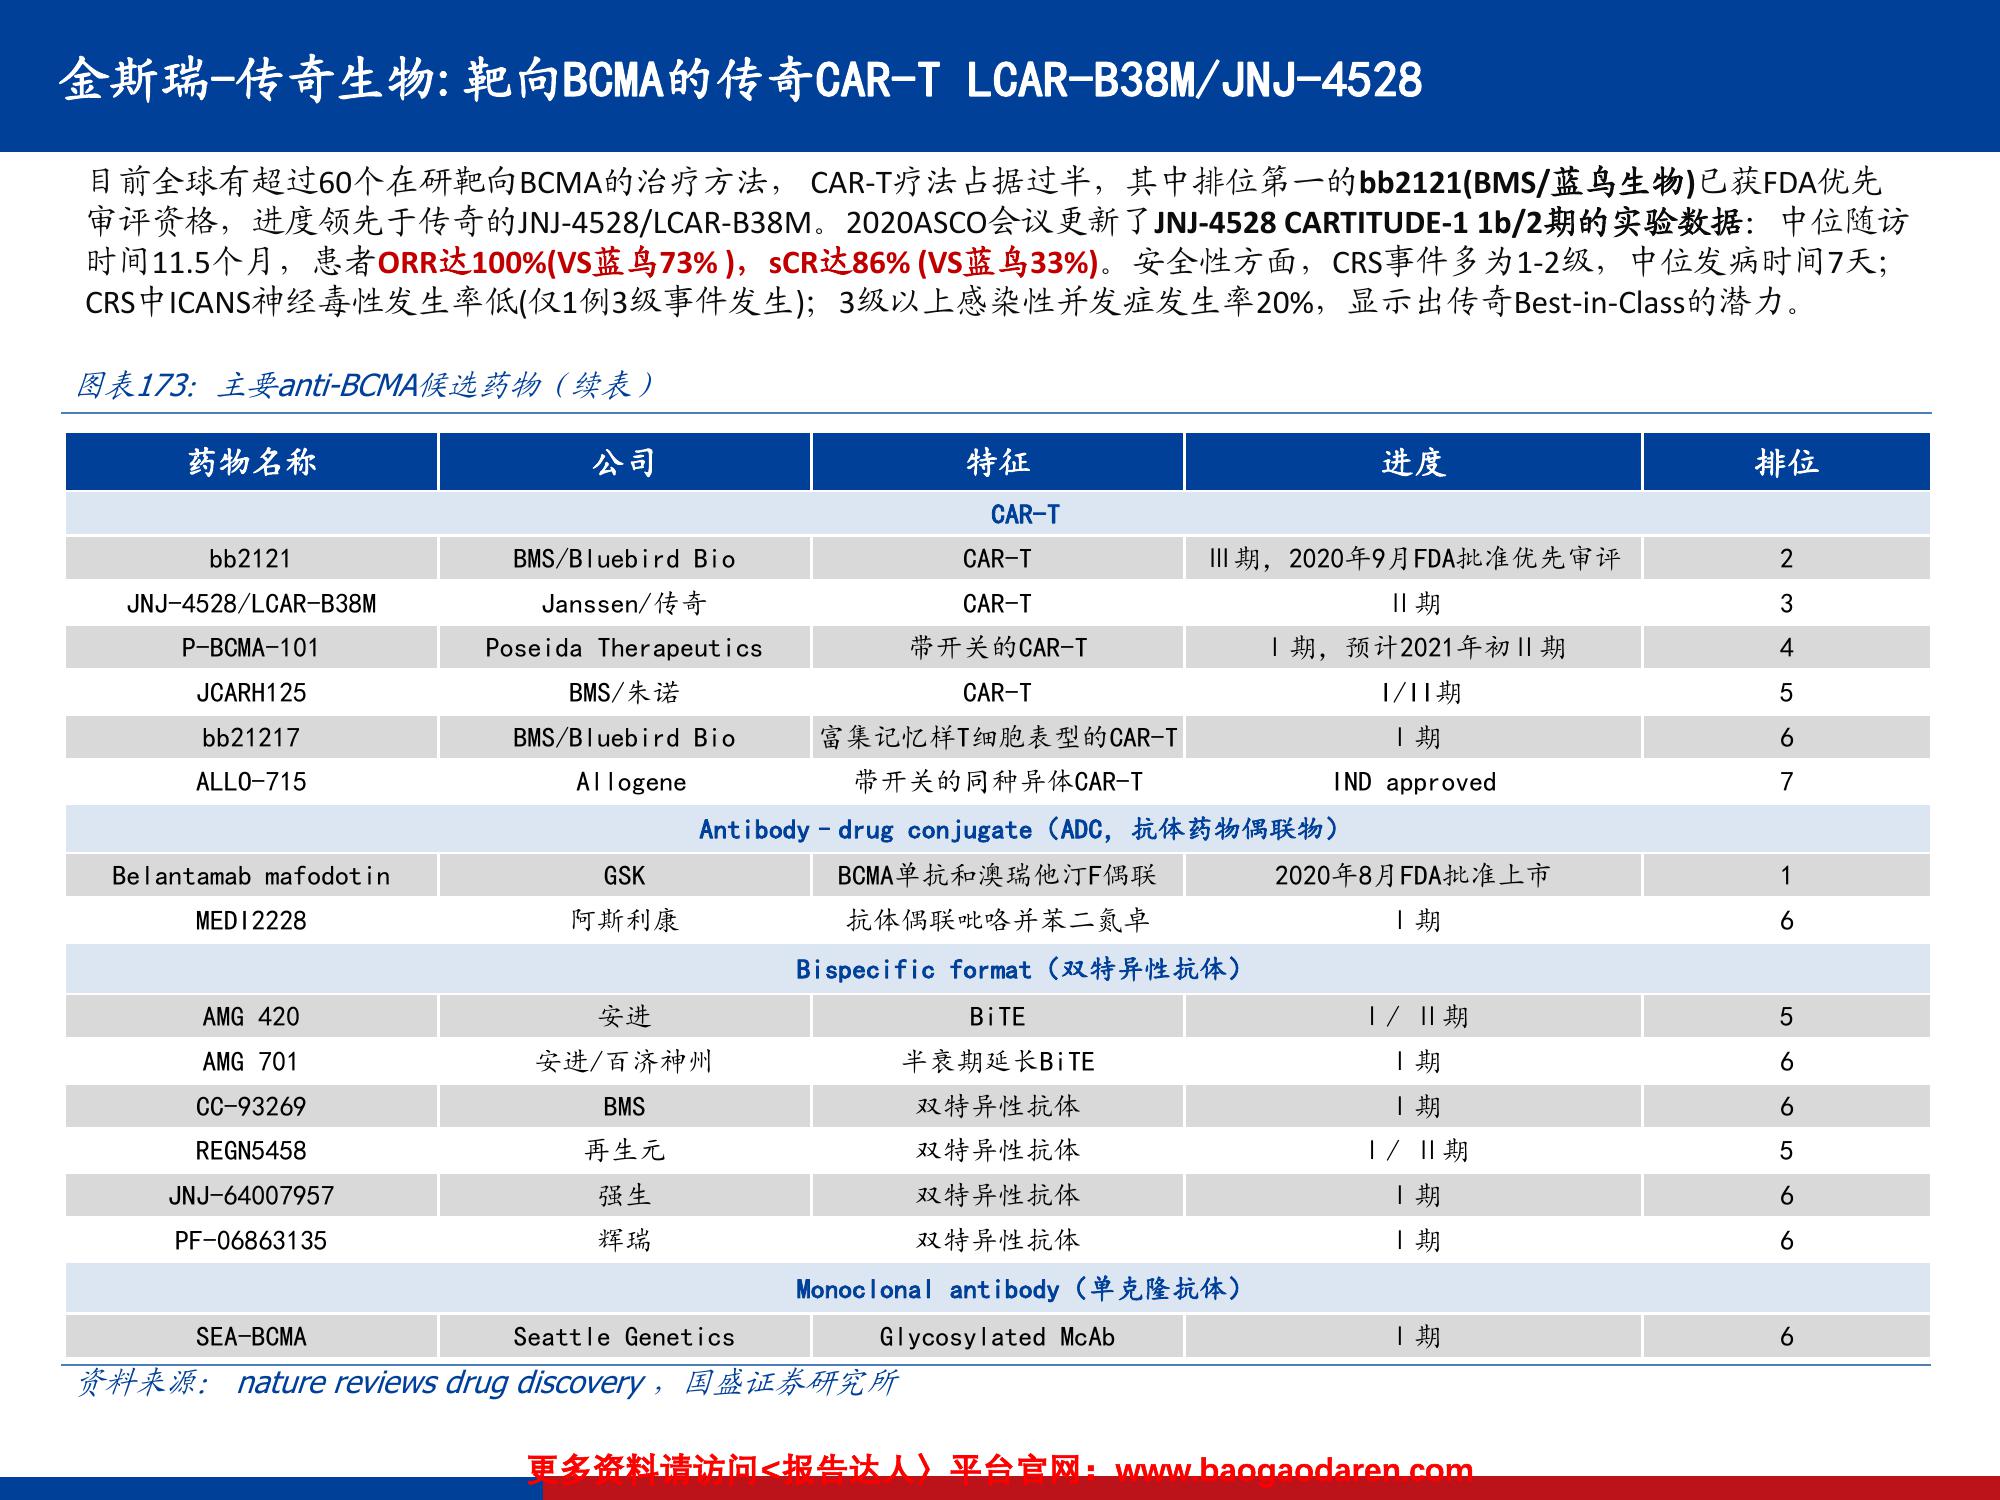 金斯瑞-传奇生物:靶向BCMA的传奇CAR-T LCAR-B38M/JNJ-4528
目前全球有超过60个在研靶向BCMA的治疗方法， CAR-T疗法占据过半，其中排位第一的bb2121(BMS/蓝鸟生物)已获FDA优先
审评资格，进度领先于传奇的JNJ-4528/LCAR-B38M。2020ASCO会议更新了JNJ-4528 CARTITUDE-1 1b/2期的实验数据：中位随访
时间11.5个月，患者ORR达100%(VS蓝鸟73% )，sCR达86% (VS蓝鸟33%)。安全性方面，CRS事件多为1-2级，中位发病时间7天；
CRS中ICANS神经毒性发生率低(仅1例3级事件发生)；3级以上感染性并发症发生率20%，显示出传奇Best-in-Class的潜力。
图表173：主要anti-BCMA候选药物（续表）
药物名称 公司 特征 进度 排位
CAR-T
bb2121 BMS/Bluebird Bio CAR-T Ⅲ期，2020年9月FDA批准优先审评 2
JNJ-4528/LCAR-B38M Janssen/传奇 CAR-T Ⅱ期 3
P-BCMA-101 Poseida Therapeutics 带开关的CAR-T Ⅰ期，预计2021年初Ⅱ期 4
JCARH125 BMS/朱诺 CAR-T I/II期 5
bb21217 BMS/Bluebird Bio 富集记忆样T细胞表型的CAR-T Ⅰ期 6
ALLO-715 Allogene 带开关的同种异体CAR-T IND approved 7
Antibody–drug conjugate（ADC，抗体药物偶联物）
Belantamab mafodotin GSK BCMA单抗和澳瑞他汀F偶联 2020年8月FDA批准上市 1
MEDI2228 阿斯利康 抗体偶联吡咯并苯二氮卓 Ⅰ期 6
Bispecific format（双特异性抗体）
AMG 420 安进 BiTE Ⅰ/ Ⅱ期 5
AMG 701 安进/百济神州 半衰期延长BiTE Ⅰ期 6
CC-93269 BMS 双特异性抗体 Ⅰ期 6
REGN5458 再生元 双特异性抗体 Ⅰ/ Ⅱ期 5
JNJ-64007957 强生 双特异性抗体 Ⅰ期 6
PF-06863135 辉瑞 双特异性抗体 Ⅰ期 6
Monoclonal antibody（单克隆抗体）
SEA-BCMA Seattle Genetics Glycosylated McAb Ⅰ期 6
资料来源： nature reviews drug discovery ，国盛证券研究所
更多资料请访问<报告达人〉平台官网：www.baogaodaren.com